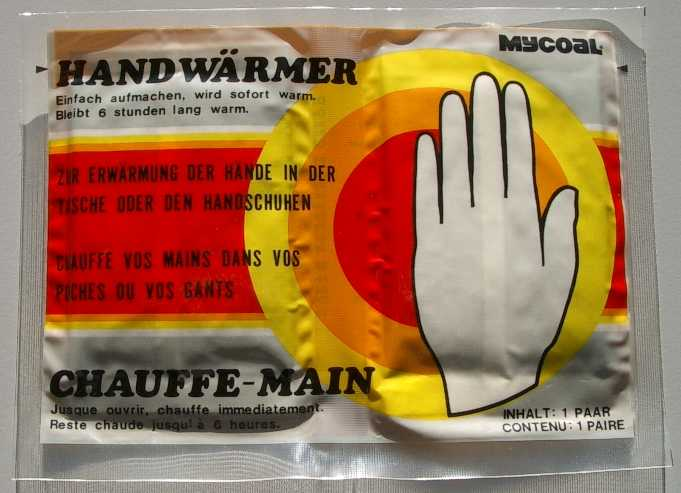 MYCOAL
HANDWÄRMER
Einfach aufmachen, wird sofort warm.
Bleibt 6 stunden lang warm.
ZUR ERWÄRMUNG DER HÄNDE IN DER
TASCHE ODER DEN HANDSCHUHEN
CHAUFFE VOS MAINS DANS VOS
POCHES OU VOS GANTS
CHAUFFE-MAIN
Jusque ouvrir, chauffe immediatement.
Reste chaude jusqu' à 6 heures.
INHALT: 1 PAAR
CONTENU: 1 PAIRE